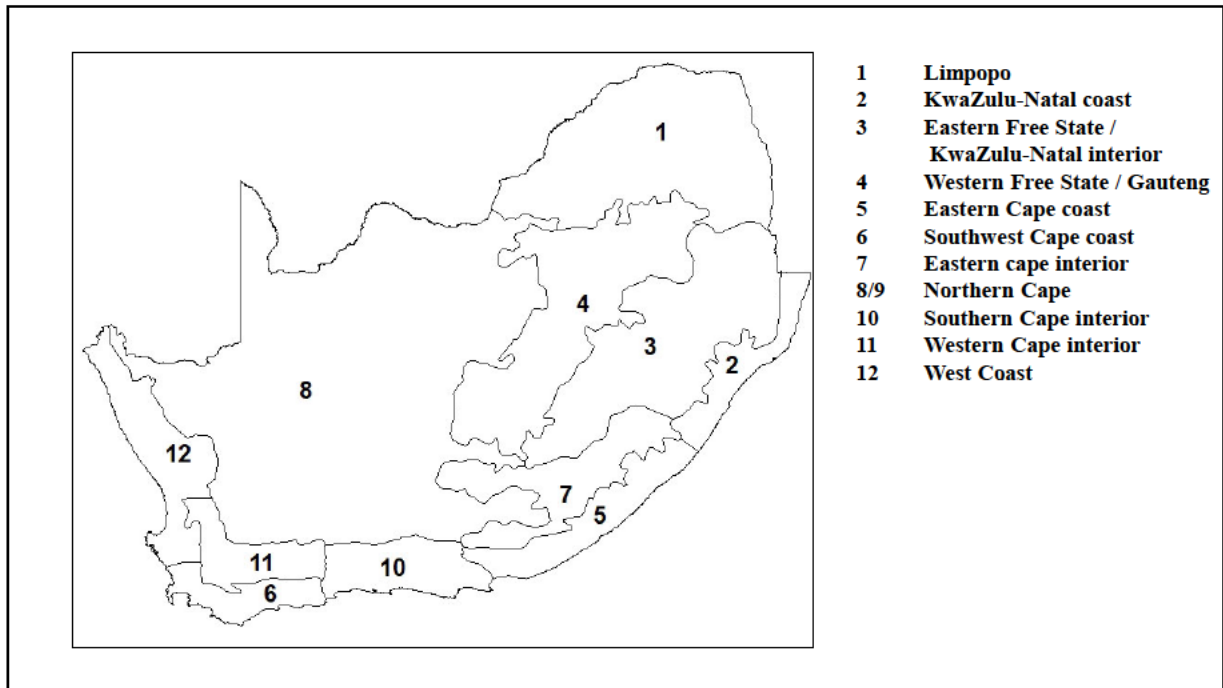 1 Limpopo
2 KwaZulu-Natal coast
3 Eastern Free State /
KwaZulu-Natal interior
4 Western Free State / Gauteng
5 Eastern Cape coast
6 Southwest Cape coast
7 Eastern cape interior
8/9 Northern Cape
10 Southern Cape interior
11 Western Cape interior
12 West Coast
1
4
3
2
8
12
7
5
11
10
6